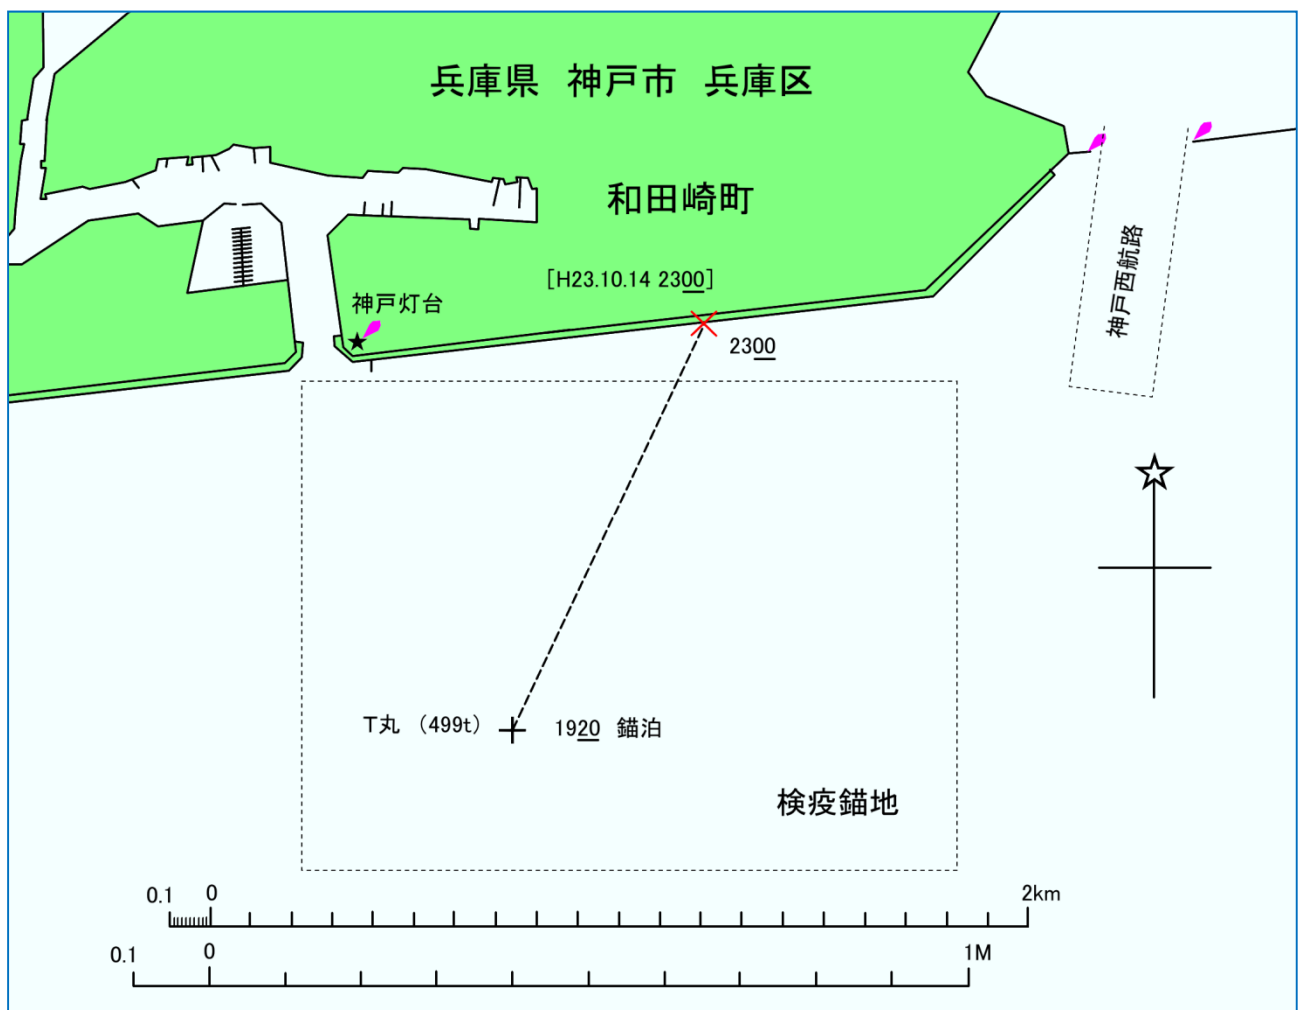 兵庫県 神戸市 兵庫区
和田崎町
神戸西航路
[H23.10.14 2300]
神戸灯台
2300
T丸 （499t）
1920 錨泊
検疫錨地
0.1 0 2km
0.1 0 1M